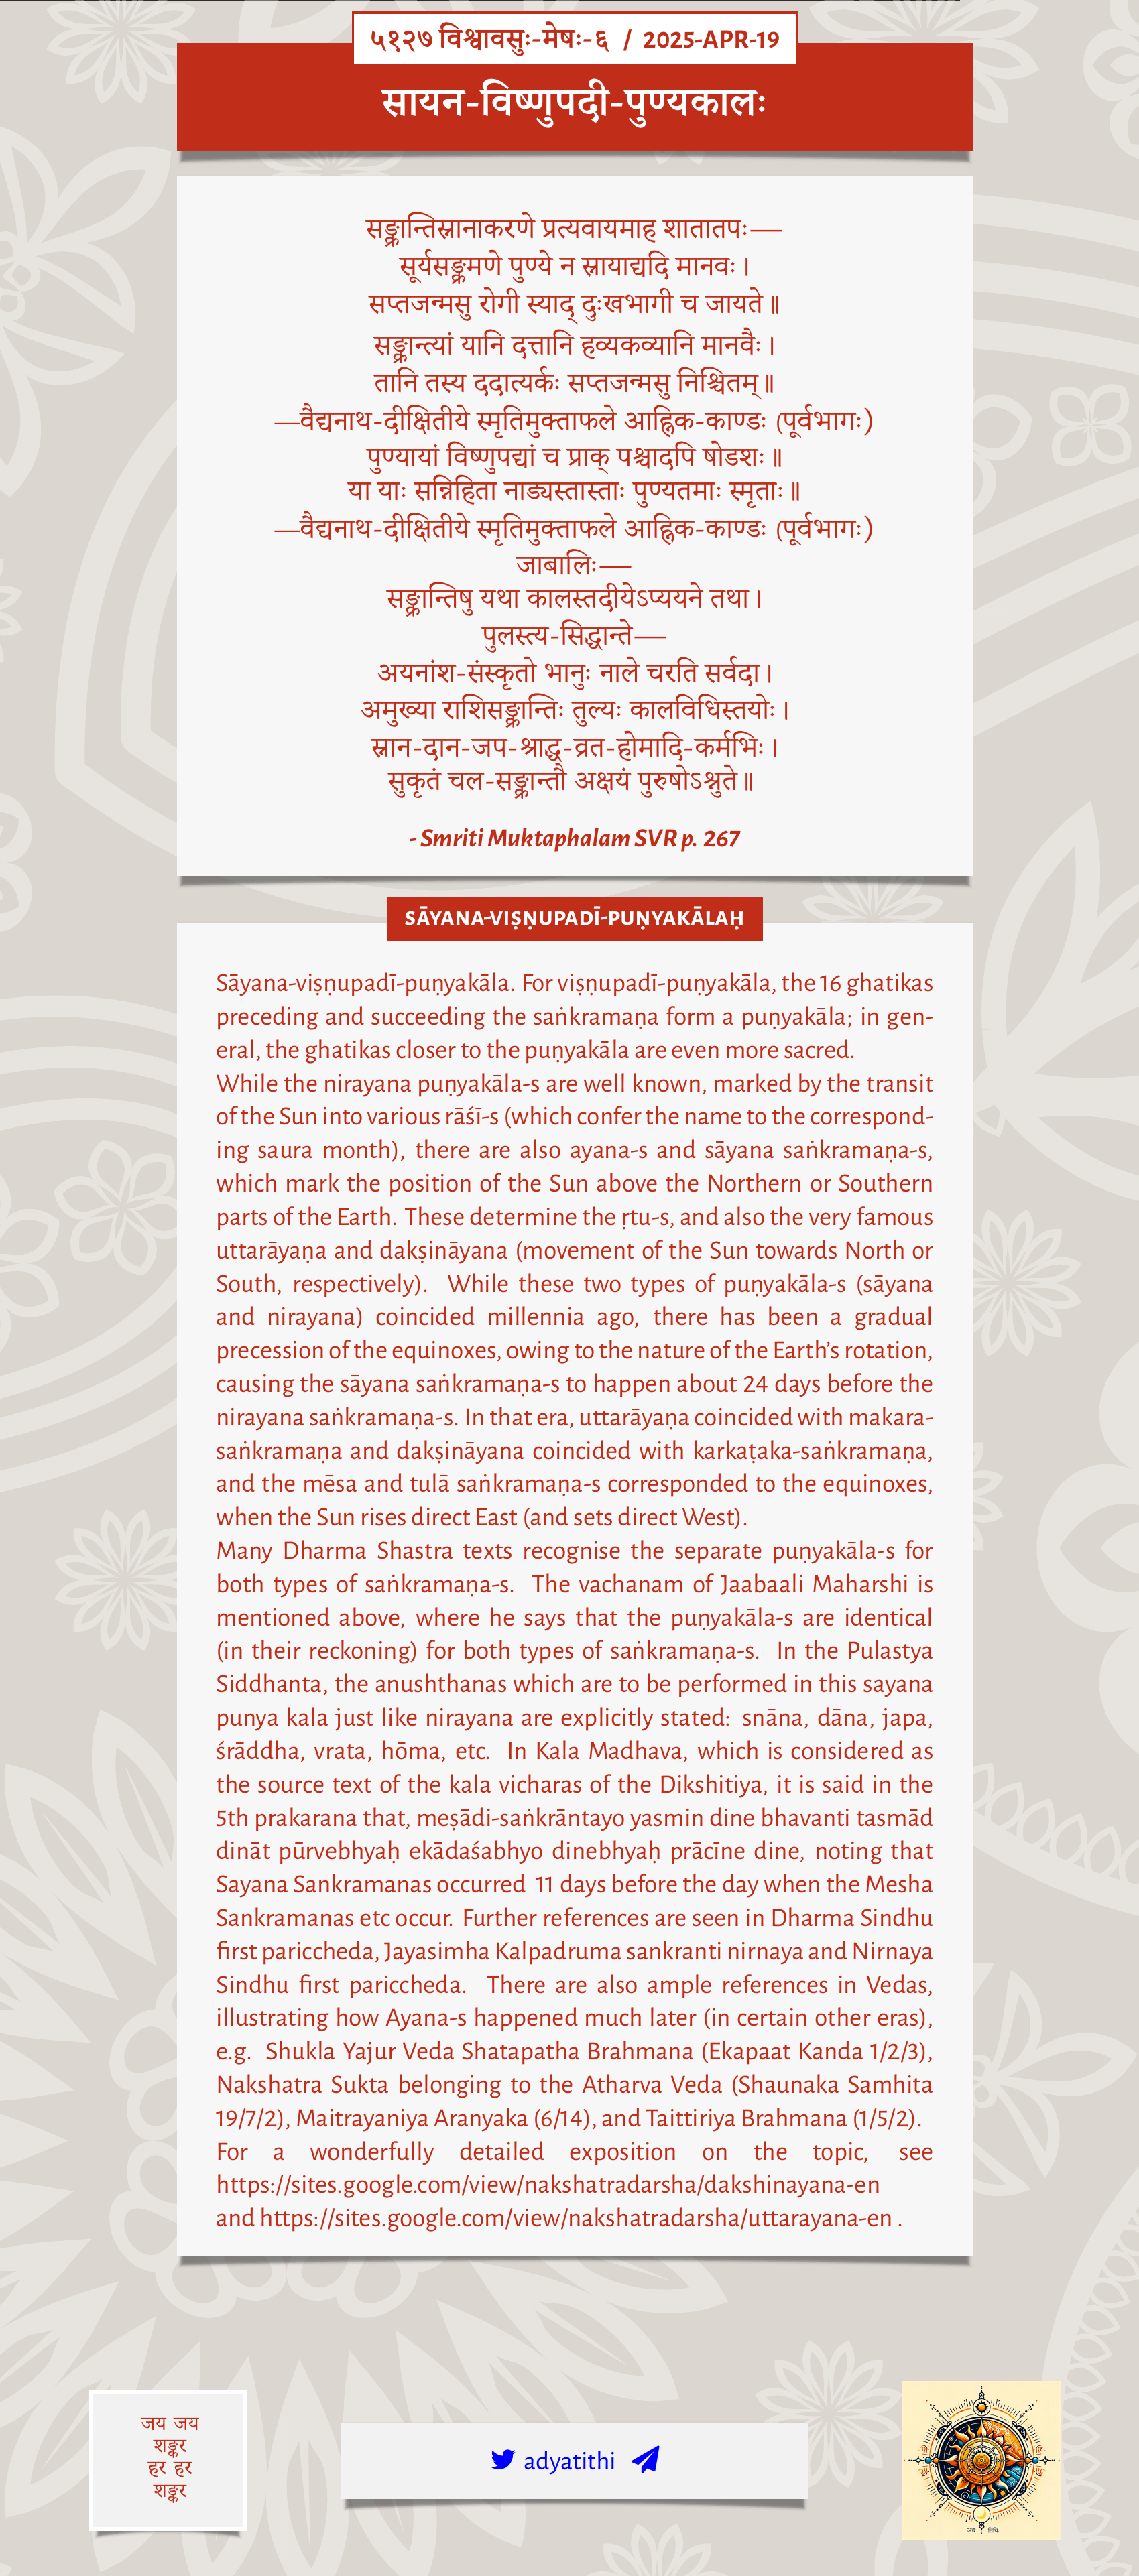 ५१२७ विश्वावसुः-मेषः-६ / 2025-APR-19
सायन-विष्णुपदी-पुण्यकालः
सङ्क्रान्तिस्नानाकरणे प्रत्यवायमाह शातातपः—
सूर्यसङ्क्रमणे पुण्ये न स्नायाद्यदि मानवः ।
सप्तजन्मसु रोगी स्याद् दुःखभागी च जायते ॥
सङ्क्रान्त्यां यानि दत्तानि हव्यकव्यानि मानवैः ।
तानि तस्य ददात्यर्कः सप्तजन्मसु निश्चितम् ॥
—वैद्यनाथ-दीक्षितीये स्मृतिमुक्ताफले आह्निक-काण्डः (पूर्वभागः)
पुण्यायां विष्णुपद्यां च प्राक् पश्चादपि षोडशः ॥
या याः सन्निहिता नाड्यस्तास्ताः पुण्यतमाः स्मृताः ॥
—वैद्यनाथ-दीक्षितीये स्मृतिमुक्ताफले आह्निक-काण्डः (पूर्वभागः)
जाबालिः—
सङ्क्रान्तिषु यथा कालस्तदीयेऽप्ययने तथा ।
पुलस्त्य-सिद्धान्ते—
अयनांश-संस्कृतो भानुः नाले चरति सर्वदा ।
अमुख्या राशिसङ्क्रान्तिः तुल्यः कालविधिस्तयोः ।
स्नान-दान-जप-श्राद्ध-व्रत-होमादि-कर्मभिः ।
सुकृतं चल-सङ्क्रान्तौ अक्षयं पुरुषोऽश्नुते ॥
- Smriti Muktaphalam SVR p. 267
SĀYANA-VIṢṆUPADĪ-PUṆYAKĀLAḤ
Sāyana-viṣṇupadī-puṇyakāla. For viṣṇupadī-puṇyakāla, the 16 ghatikas
preceding and succeeding the saṅkramaṇa form a puṇyakāla; in gen-
eral, the ghatikas closer to the puṇyakāla are even more sacred.
While the nirayana puṇyakāla-s are well known, marked by the transit
of the Sun into various rāśī-s (which confer the name to the correspond-
ing saura month), there are also ayana-s and sāyana saṅkramaṇa-s,
which mark the position of the Sun above the Northern or Southern
parts of the Earth. These determine the ṛtu-s, and also the very famous
uttarāyaṇa and dakṣināyana (movement of the Sun towards North or
South, respectively). While these two types of puṇyakāla-s (sāyana
and nirayana) coincided millennia ago, there has been a gradual
precession of the equinoxes, owing to the nature of the Earth's rotation,
causing the sāyana saṅkramaṇa-s to happen about 24 days before the
nirayana saṅkramaṇa-s. In that era, uttarāyaṇa coincided with makara-
saṅkramaṇa and dakṣināyana coincided with karkaṭaka-saṅkramaṇa,
and the mēsa and tulā saṅkramaṇa-s corresponded to the equinoxes,
when the Sun rises direct East (and sets direct West).
Many Dharma Shastra texts recognise the separate puṇyakāla-s for
both types of saṅkramaṇa-s. The vachanam of Jaabaali Maharshi is
mentioned above, where he says that the puṇyakāla-s are identical
(in their reckoning) for both types of saṅkramaṇa-s. In the Pulastya
Siddhanta, the anushthanas which are to be performed in this sayana
punya kala just like nirayana are explicitly stated: snāna, dāna, japa,
śrāddha, vrata, hōma, etc. In Kala Madhava, which is considered as
the source text of the kala vicharas of the Dikshitiya, it is said in the
5th prakarana that, meṣādi-saṅkrāntayo yasmin dine bhavanti tasmād
dināt pūrvebhyaḥ ekādaśabhyo dinebhyaḥ prācīne dine, noting that
Sayana Sankramanas occurred 11 days before the day when the Mesha
Sankramanas etc occur. Further references are seen in Dharma Sindhu
first pariccheda, Jayasimha Kalpadruma sankranti nirnaya and Nirnaya
Sindhu first pariccheda. There are also ample references in Vedas,
illustrating how Ayana-s happened much later (in certain other eras),
e.g. Shukla Yajur Veda Shatapatha Brahmana (Ekapaat Kanda 1/2/3),
Nakshatra Sukta belonging to the Atharva Veda (Shaunaka Samhita
19/7/2), Maitrayaniya Aranyaka (6/14), and Taittiriya Brahmana (1/5/2).
For a wonderfully detailed exposition on the topic, see
https://sites.google.com/view/nakshatradarsha/dakshinayana-en
and https://sites.google.com/view/nakshatradarsha/uttarayana-en .
जय जय
शङ्कर
हर हर
शङ्कर
adyatithi